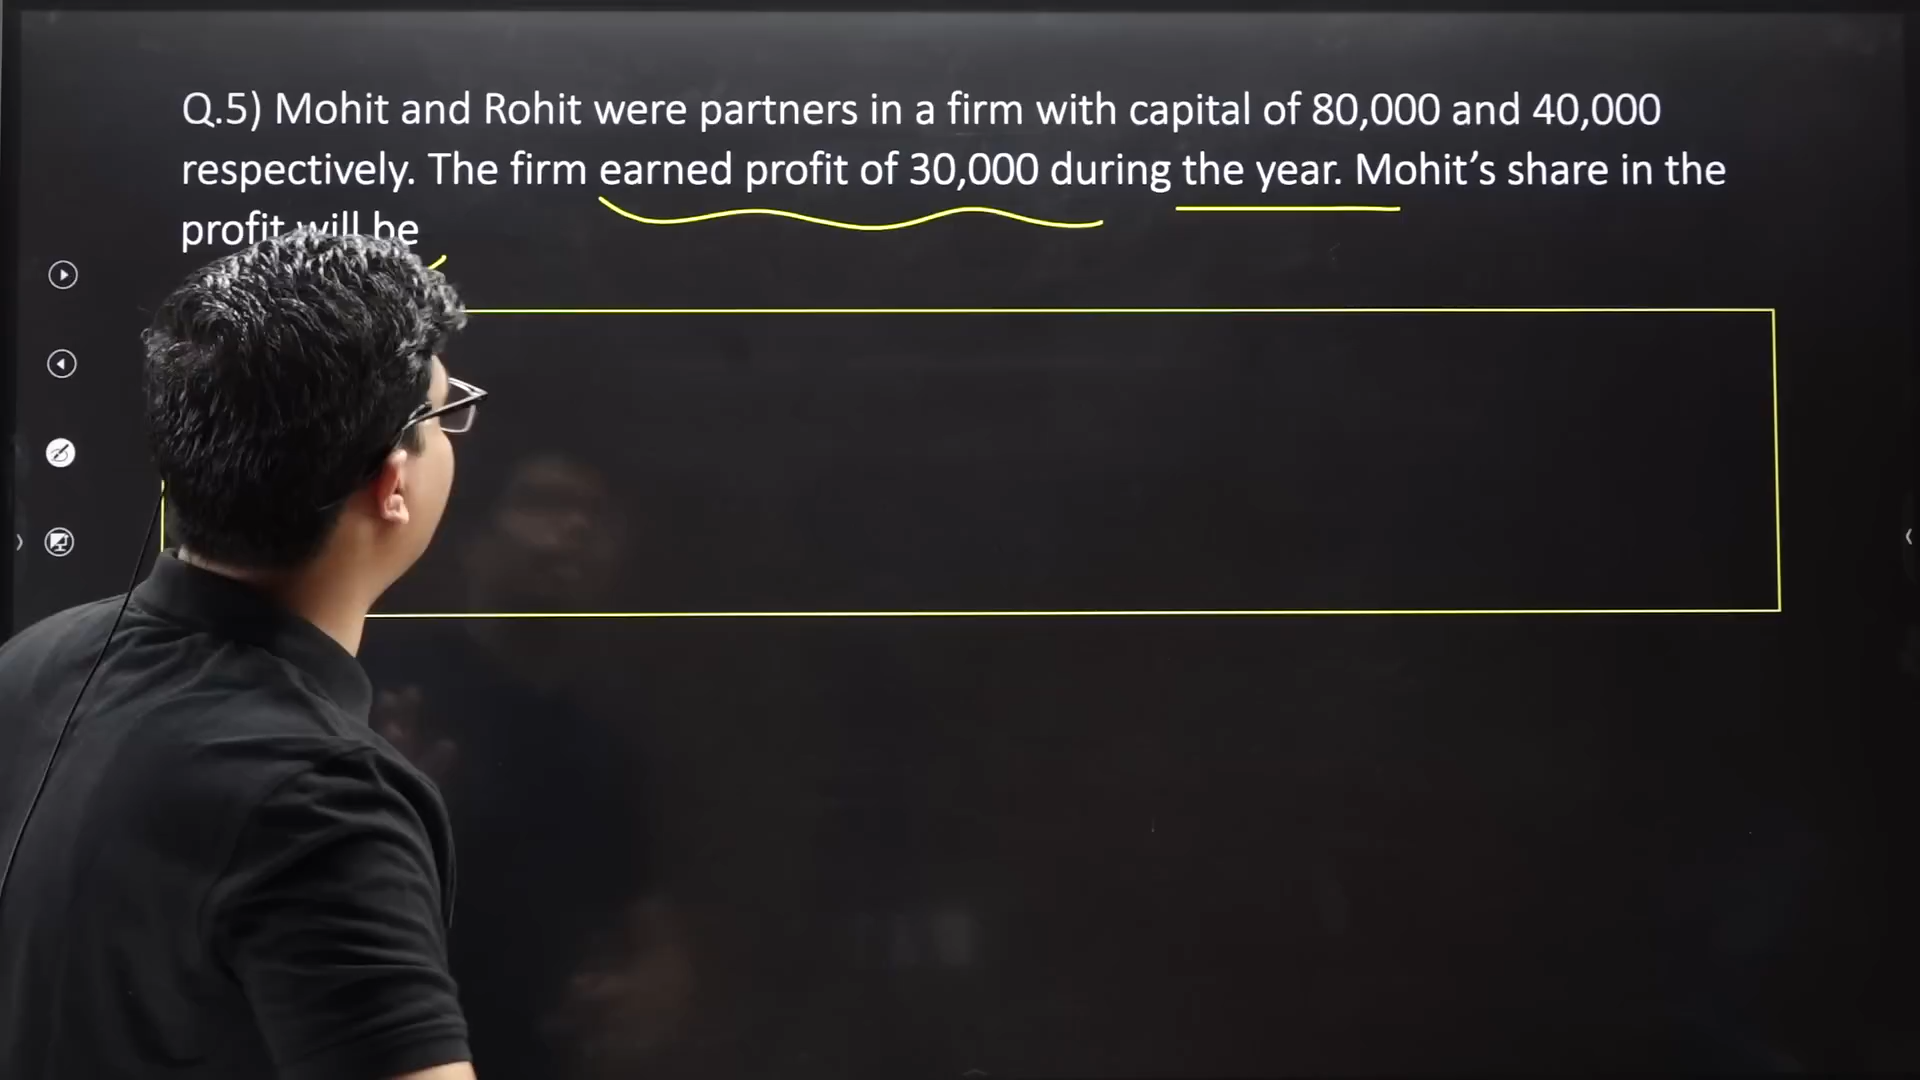 Q.5) Mohit and Rohit were partners in a firm with capital of 80,000 and 40,000
respectively. The firm earned profit of 30,000 during the year. Mohit’s share in the
profit will be